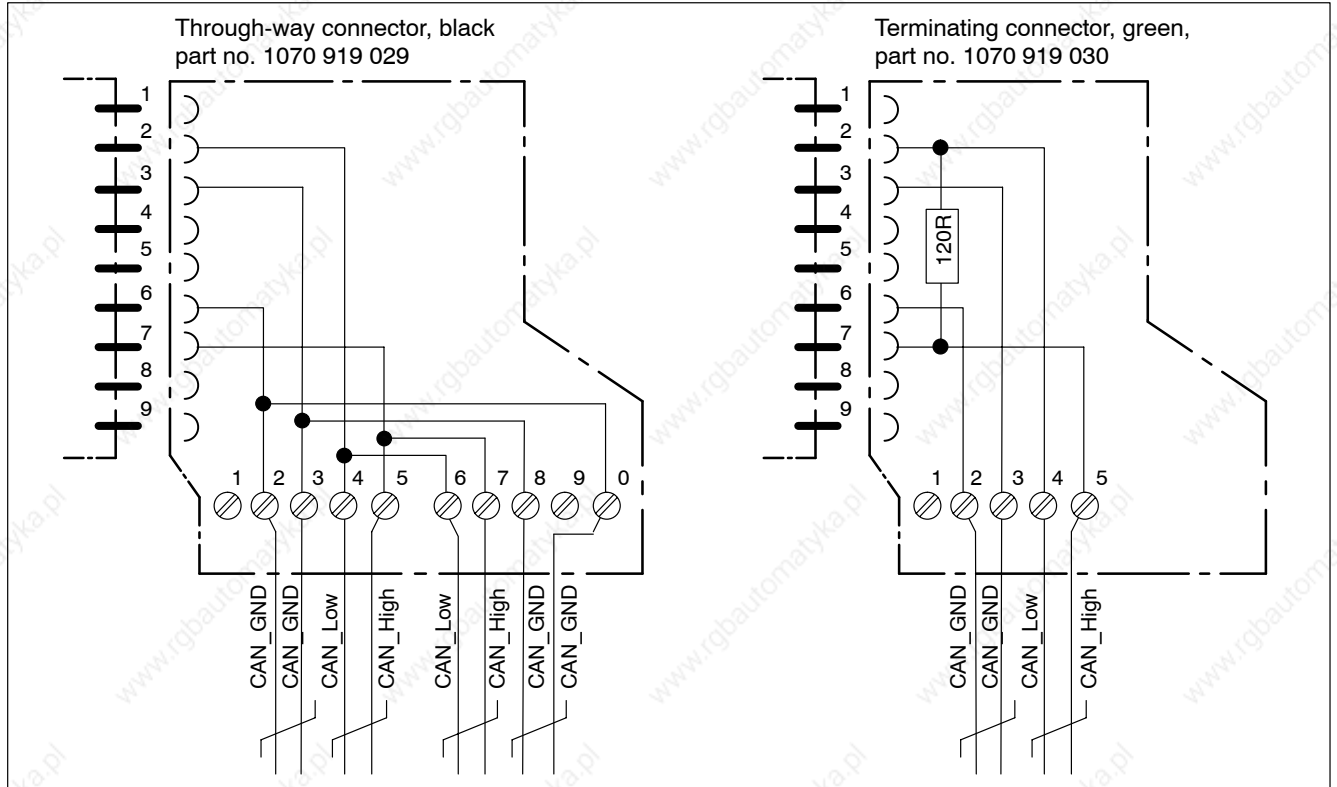 Through-way connector, black
part no. 1070 919 029
1
2
3
4
5
6
7
8
9
1 2 3 4 5 6 7 8 9 0
CAN_GND
CAN_GND
CAN_Low
CAN_High
CAN_Low
CAN_High
CAN_GND
CAN_GND
Terminating connector, green,
part no. 1070 919 030
1
2
3
4
5
6
7
8
9
120R
1 2 3 4 5
CAN_GND
CAN_GND
CAN_Low
CAN_High
www.rgbautomatyka.pl